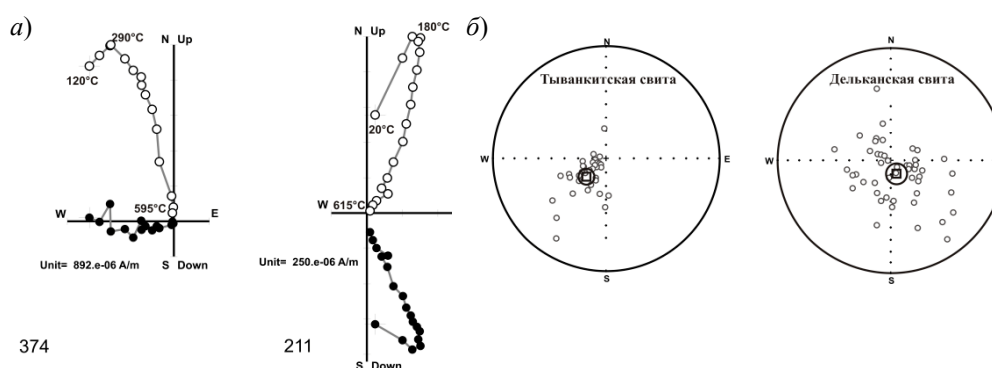 а)
N Up
290°C
120°C
W
595°C
E
S Down
Unit= 892.e-06 A/m
374
N Up
180°C
20°C
W
615°C
Unit= 250.e-06 A/m
S Down
211
б)
N
Тыванкитская свита
W
E
S
N
Дельканская свита
W
S